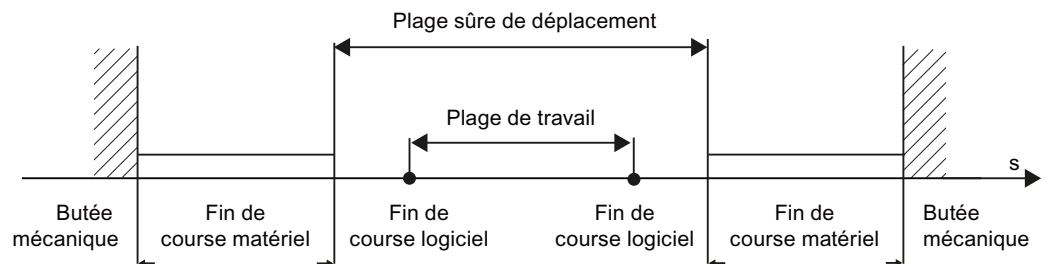 Plage sûre de déplacement
Plage de travail
s
Butée
mécanique
Fin de
course matériel
Fin de
course logiciel
Fin de
course logiciel
Fin de
course matériel
Butée
mécanique